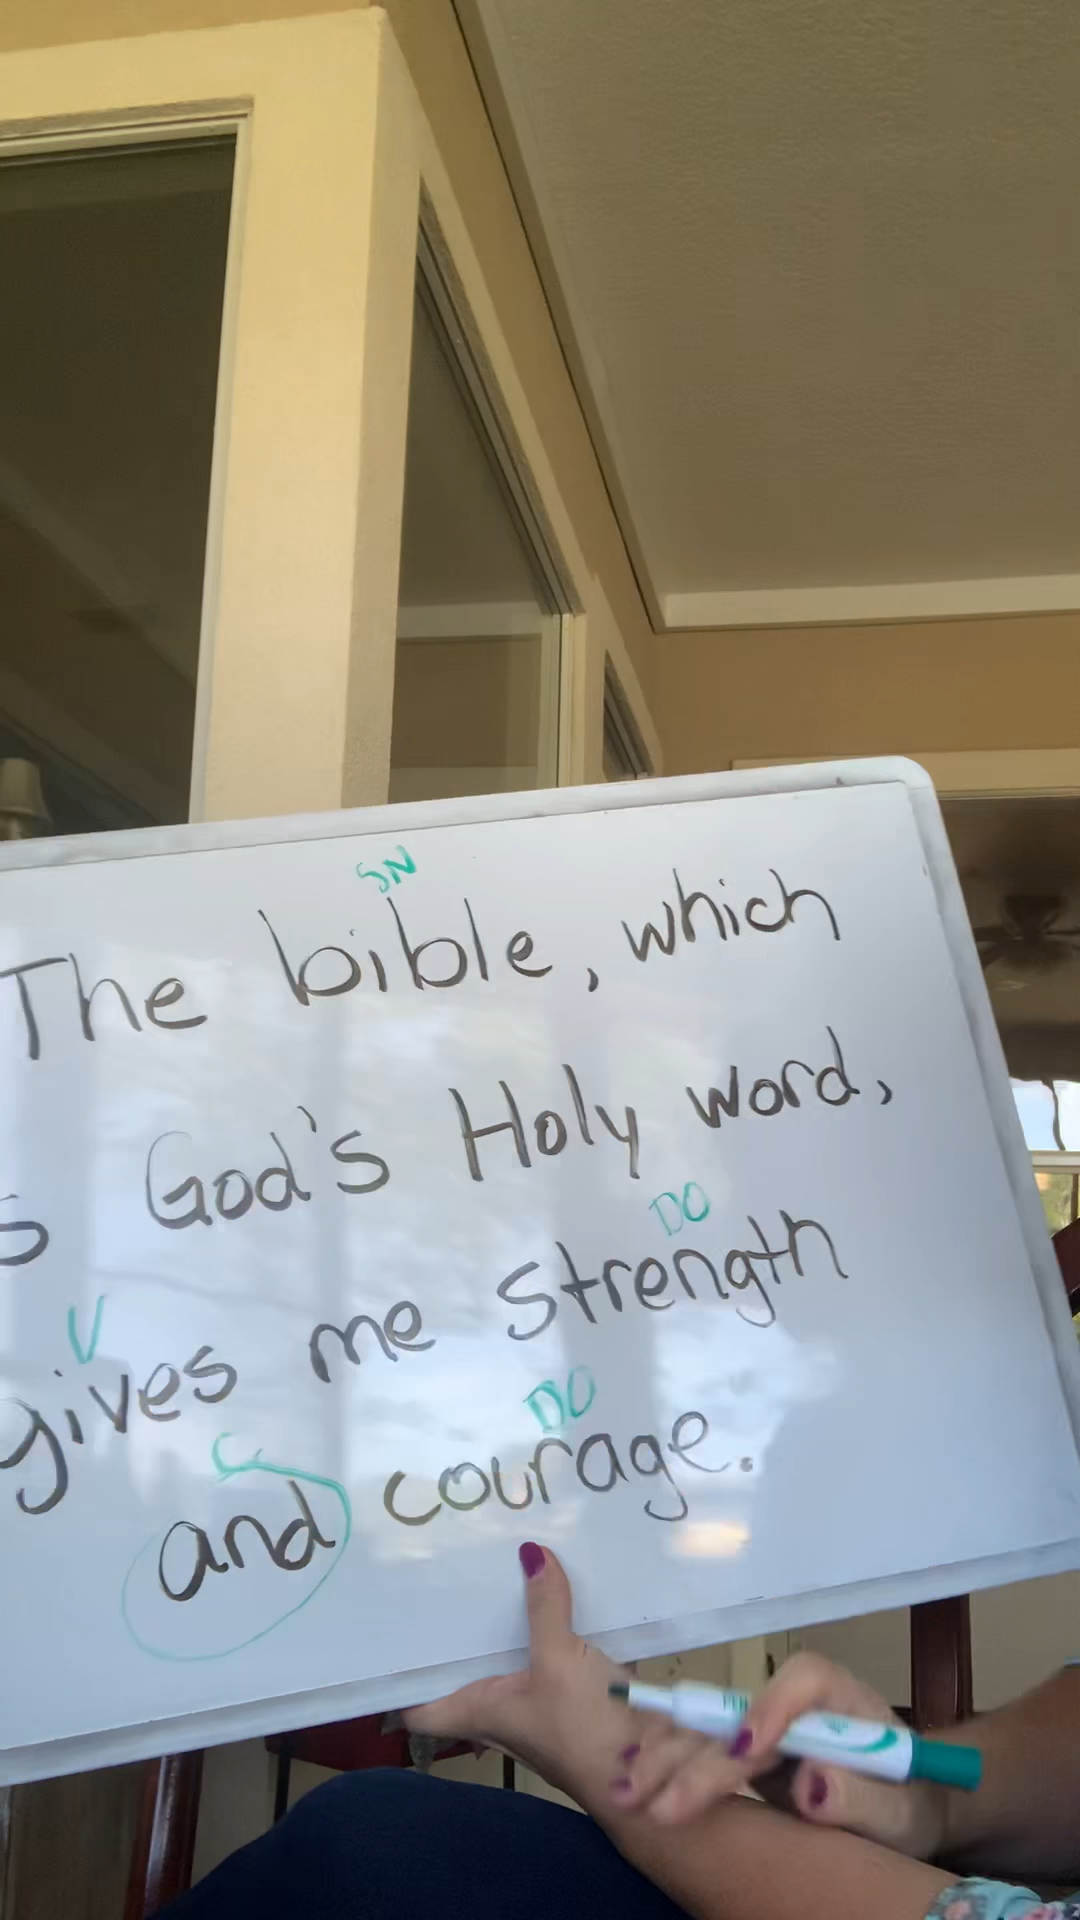 SN
The bible, which
s God's Holy word,
DO
V
gives me strength
DO
C
and courage.